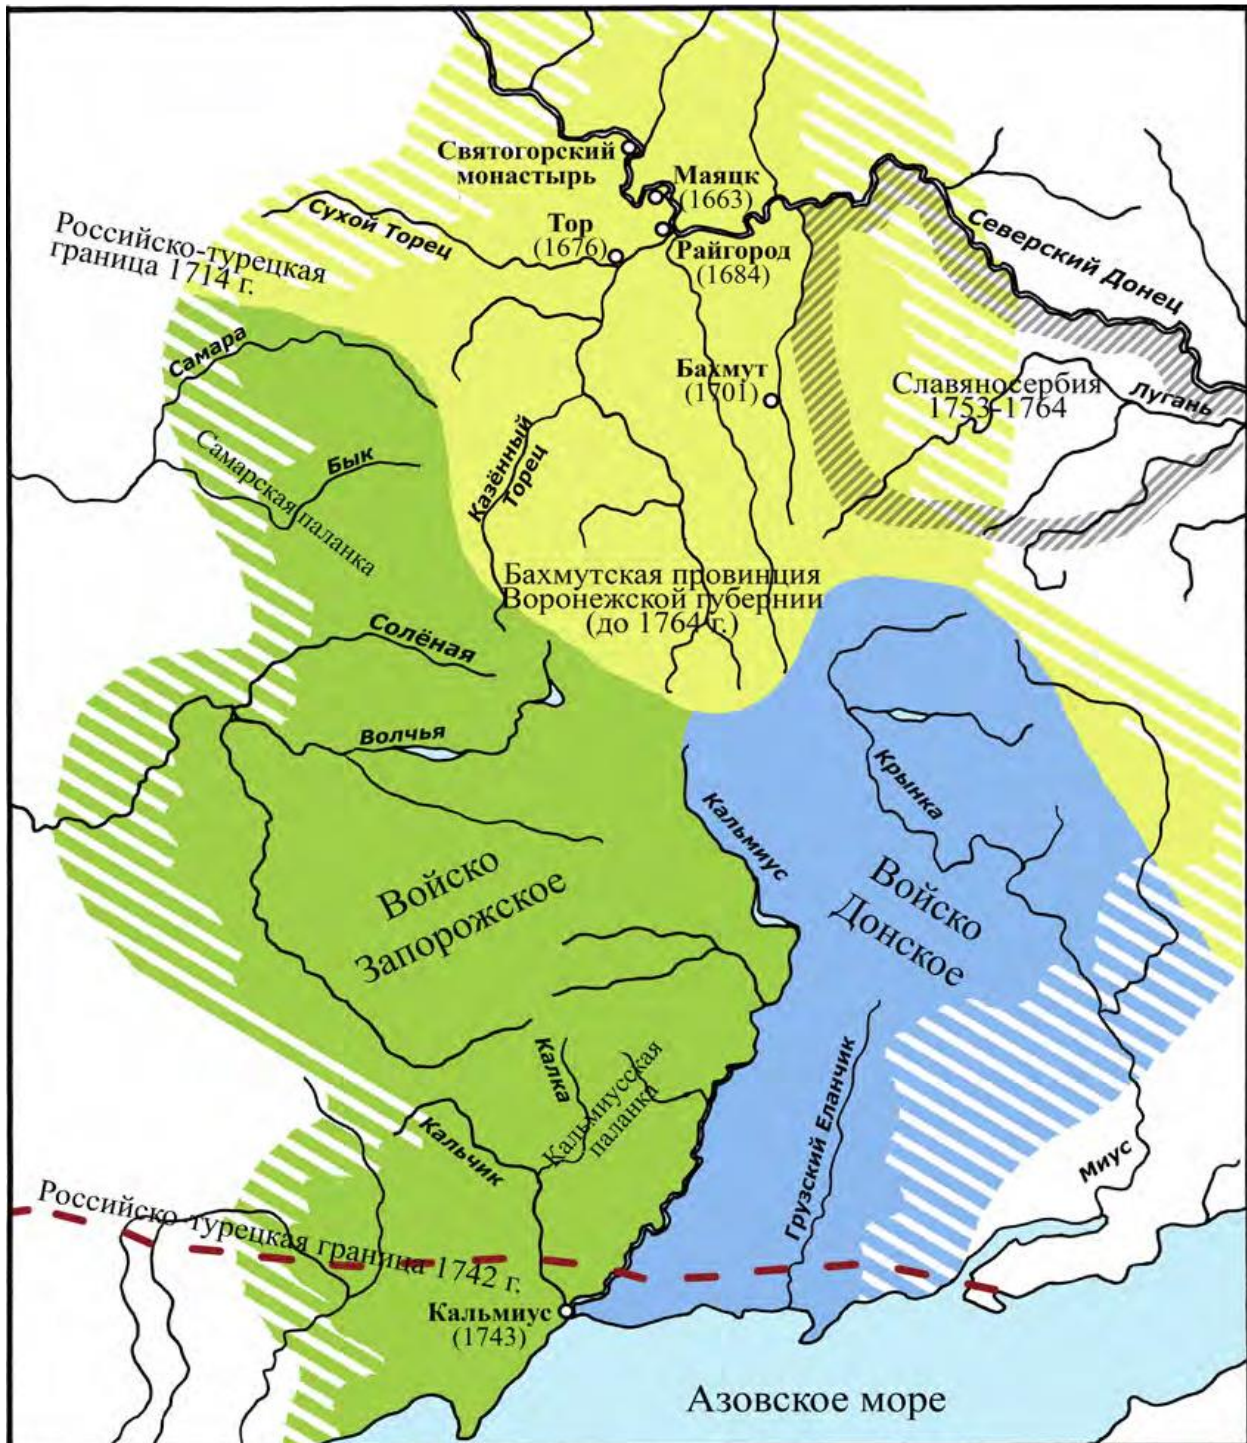 Святогорский
монастырь
Маяцк
(1663)
Сухой Торец
Тор
(1676)
Райгород
(1684)
Северский Донец
Российско-турецкая
граница 1714 г.
Самара
Бахмут
(1701)
Славяносербия
1753-1764
Лугань
Самарская паланка
Бык
Казённый
Торец
Бахмутская провинция
Воронежской губернии
(до 1764 г.)
Солёная
Волчья
Кальмиус
Крынка
Войско
Запорожское
Войско
Донское
Калка
Кальмиусская
паланка
Кальчик
Грузский Еланчик
Миус
Российско-турецкая граница 1742 г.
Кальмиус
(1743)
Азовское море